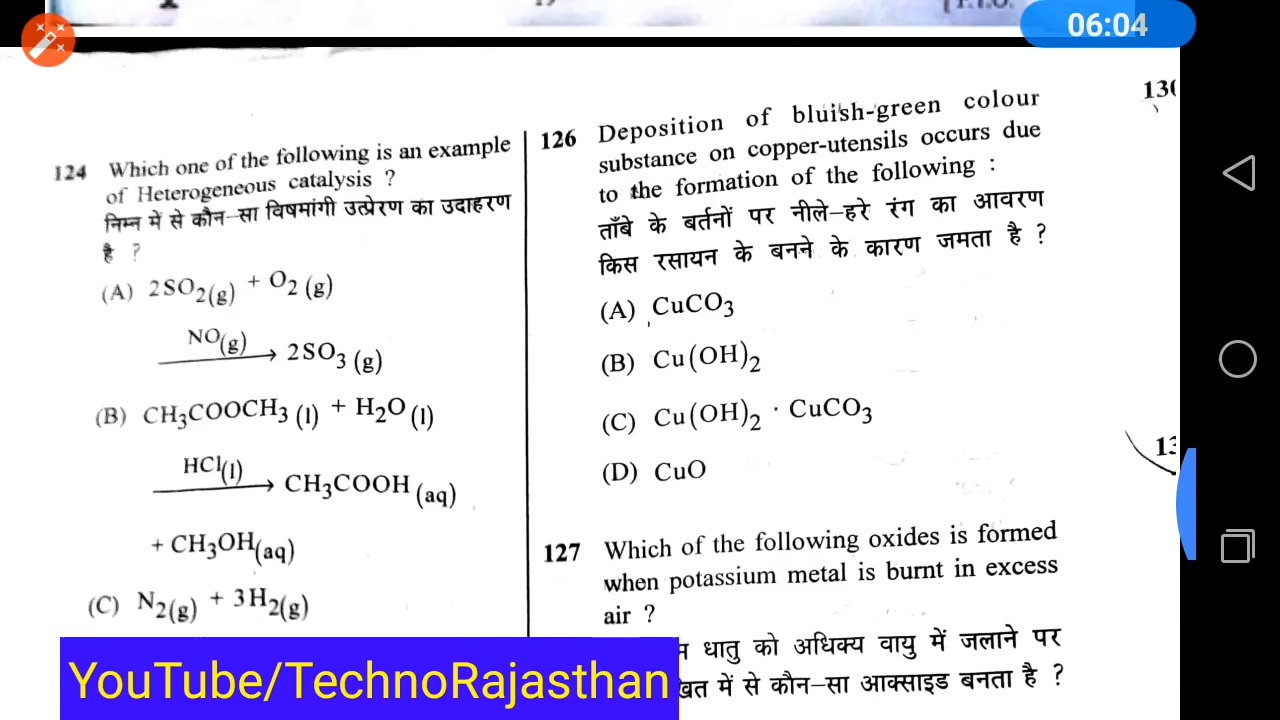 06:04
124 Which one of the following is an example
of Heterogeneous catalysis ?
निम्न में से कौन–सा विषमांगी उत्प्रेरण का उदाहरण
है ?
(A) 2SO₂(g) + O₂(g)
NO(g)
⟶ 2SO₃(g)
(B) CH₃COOCH₃(l) + H₂O(l)
HCl(l)
⟶ CH₃COOH(aq)
+ CH₃OH(aq)
(C) N₂(g) + 3H₂(g)
126 Deposition of bluish-green colour
substance on copper-utensils occurs due
to the formation of the following :
ताँबे के बर्तनों पर नीले–हरे रंग का आवरण
किस रसायन के बनने के कारण जमता है ?
(A) CuCO₃
(B) Cu(OH)₂
(C) Cu(OH)₂ · CuCO₃
(D) CuO
127 Which of the following oxides is formed
when potassium metal is burnt in excess
air ?
धातु को अधिक्य वायु में जलाने पर
में से कौन–सा आक्साइड बनता है ?
YouTube/TechnoRajasthan